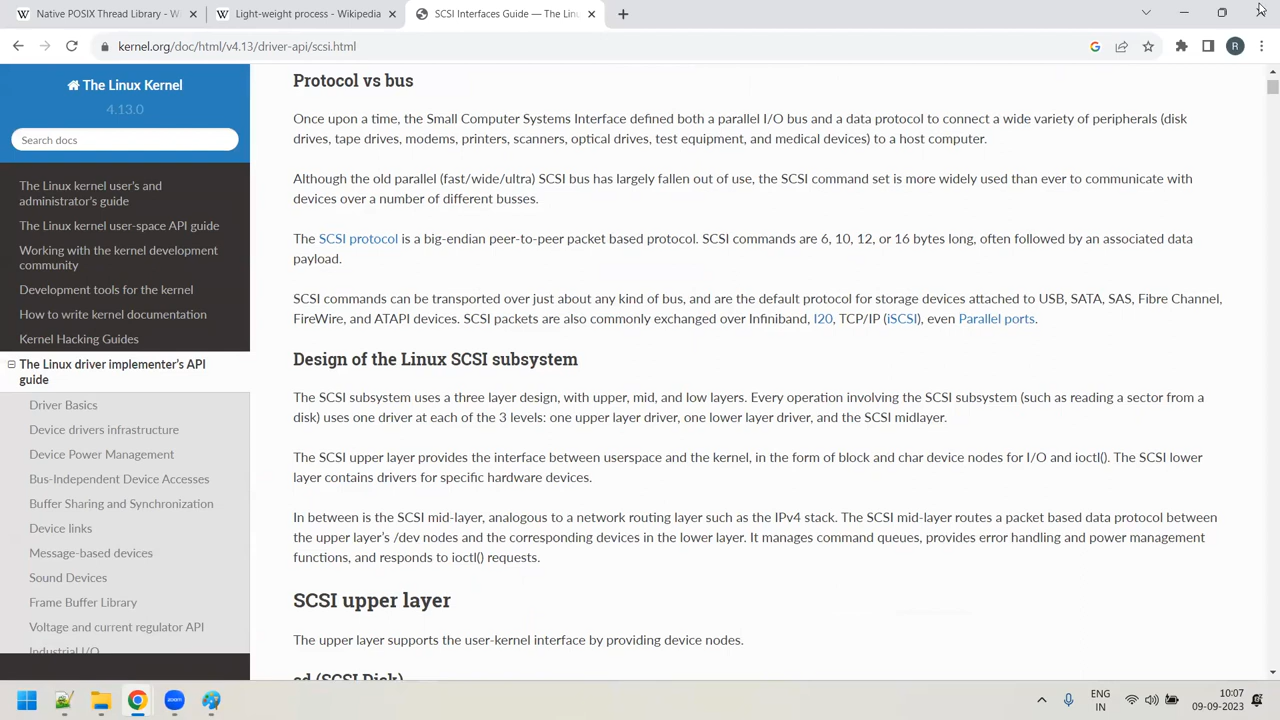 Native POSIX Thread Library - W
Light-weight process - Wikipedia
SCSI Interfaces Guide — The Linu
kernel.org/doc/html/v4.13/driver-api/scsi.html
R
The Linux Kernel
4.13.0
Search docs
The Linux kernel user's and
administrator's guide
The Linux kernel user-space API guide
Working with the kernel development
community
Development tools for the kernel
How to write kernel documentation
Kernel Hacking Guides
The Linux driver implementer's API
guide
Driver Basics
Device drivers infrastructure
Device Power Management
Bus-Independent Device Accesses
Buffer Sharing and Synchronization
Device links
Message-based devices
Sound Devices
Frame Buffer Library
Voltage and current regulator API
Industrial I/O
Protocol vs bus
Once upon a time, the Small Computer Systems Interface defined both a parallel I/O bus and a data protocol to connect a wide variety of peripherals (disk
drives, tape drives, modems, printers, scanners, optical drives, test equipment, and medical devices) to a host computer.
Although the old parallel (fast/wide/ultra) SCSI bus has largely fallen out of use, the SCSI command set is more widely used than ever to communicate with
devices over a number of different busses.
The SCSI protocol is a big-endian peer-to-peer packet based protocol. SCSI commands are 6, 10, 12, or 16 bytes long, often followed by an associated data
payload.
SCSI commands can be transported over just about any kind of bus, and are the default protocol for storage devices attached to USB, SATA, SAS, Fibre Channel,
FireWire, and ATAPI devices. SCSI packets are also commonly exchanged over Infiniband, I20, TCP/IP (iSCSI), even Parallel ports.
Design of the Linux SCSI subsystem
The SCSI subsystem uses a three layer design, with upper, mid, and low layers. Every operation involving the SCSI subsystem (such as reading a sector from a
disk) uses one driver at each of the 3 levels: one upper layer driver, one lower layer driver, and the SCSI midlayer.
The SCSI upper layer provides the interface between userspace and the kernel, in the form of block and char device nodes for I/O and ioctl(). The SCSI lower
layer contains drivers for specific hardware devices.
In between is the SCSI mid-layer, analogous to a network routing layer such as the IPv4 stack. The SCSI mid-layer routes a packet based data protocol between
the upper layer's /dev nodes and the corresponding devices in the lower layer. It manages command queues, provides error handling and power management
functions, and responds to ioctl() requests.
SCSI upper layer
The upper layer supports the user-kernel interface by providing device nodes.
sd (SCSI Disk)
zoom
ENG
IN
10:07
09-09-2023